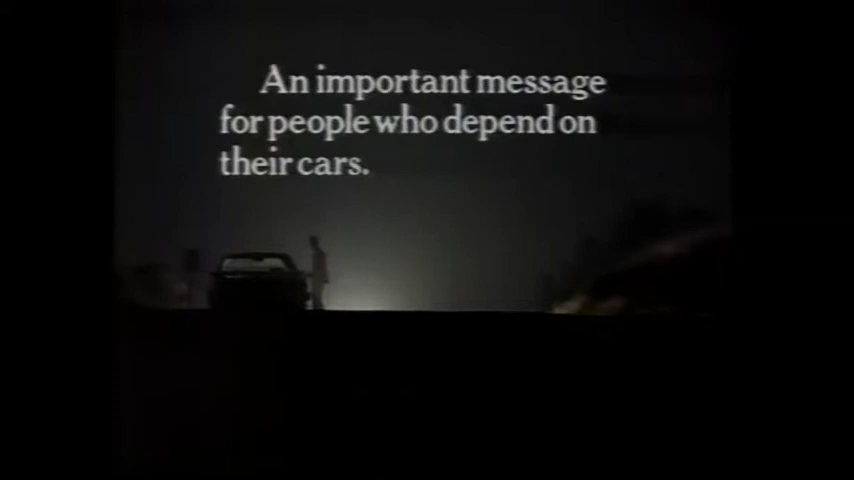 An important message
for people who depend on
their cars.